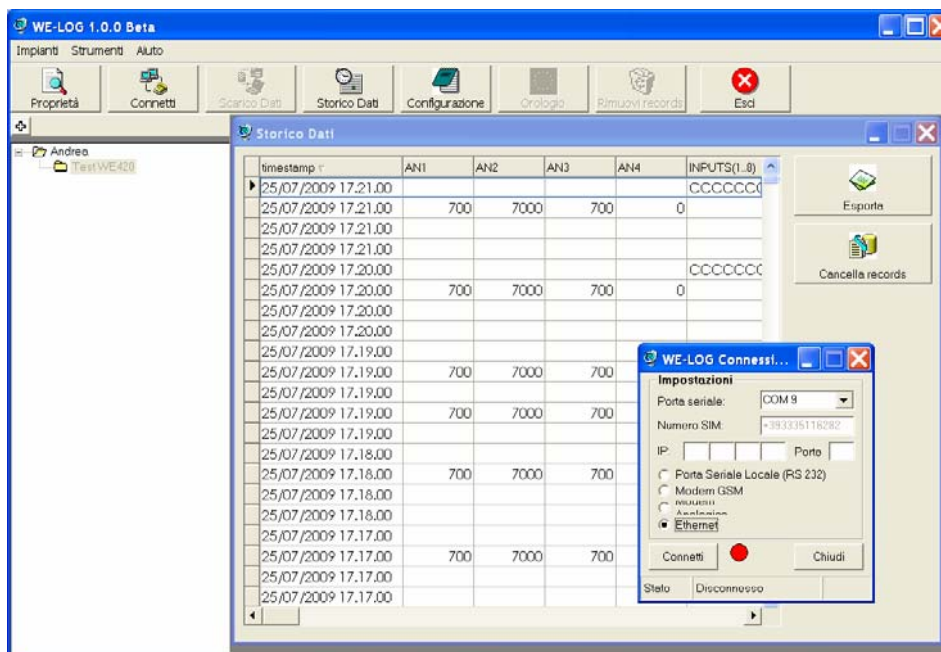 WE-LOG 1.0.0 Beta
Impianti Strumenti Aiuto
Proprietà Connetti Scarico Dati Storico Dati Configurazione Orologio Rimuovi records Esci
Andrea
TestWE420
Storico Dati
timestamp AN1 AN2 AN3 AN4 INPUTS(1..8)
25/07/2009 17.21.00 CCCCCCC
25/07/2009 17.21.00 700 7000 700 0
25/07/2009 17.21.00
25/07/2009 17.21.00
25/07/2009 17.20.00 CCCCCCC
25/07/2009 17.20.00 700 7000 700 0
25/07/2009 17.20.00
25/07/2009 17.20.00
25/07/2009 17.19.00
25/07/2009 17.19.00 700 7000 700
25/07/2009 17.19.00
25/07/2009 17.19.00 700 7000 700
25/07/2009 17.19.00
25/07/2009 17.18.00
25/07/2009 17.18.00 700 7000 700
25/07/2009 17.18.00
25/07/2009 17.18.00
25/07/2009 17.17.00
25/07/2009 17.17.00 700 7000 700
25/07/2009 17.17.00
25/07/2009 17.17.00
Esporta
Cancella records
WE-LOG Connessi...
Impostazioni
Porta seriale: COM 9
Numero SIM: +393335118282
IP: Porta
Porta Seriale Locale (RS 232)
Modem GSM
Ethernet
Connetti Chiudi
Stato Disconnesso